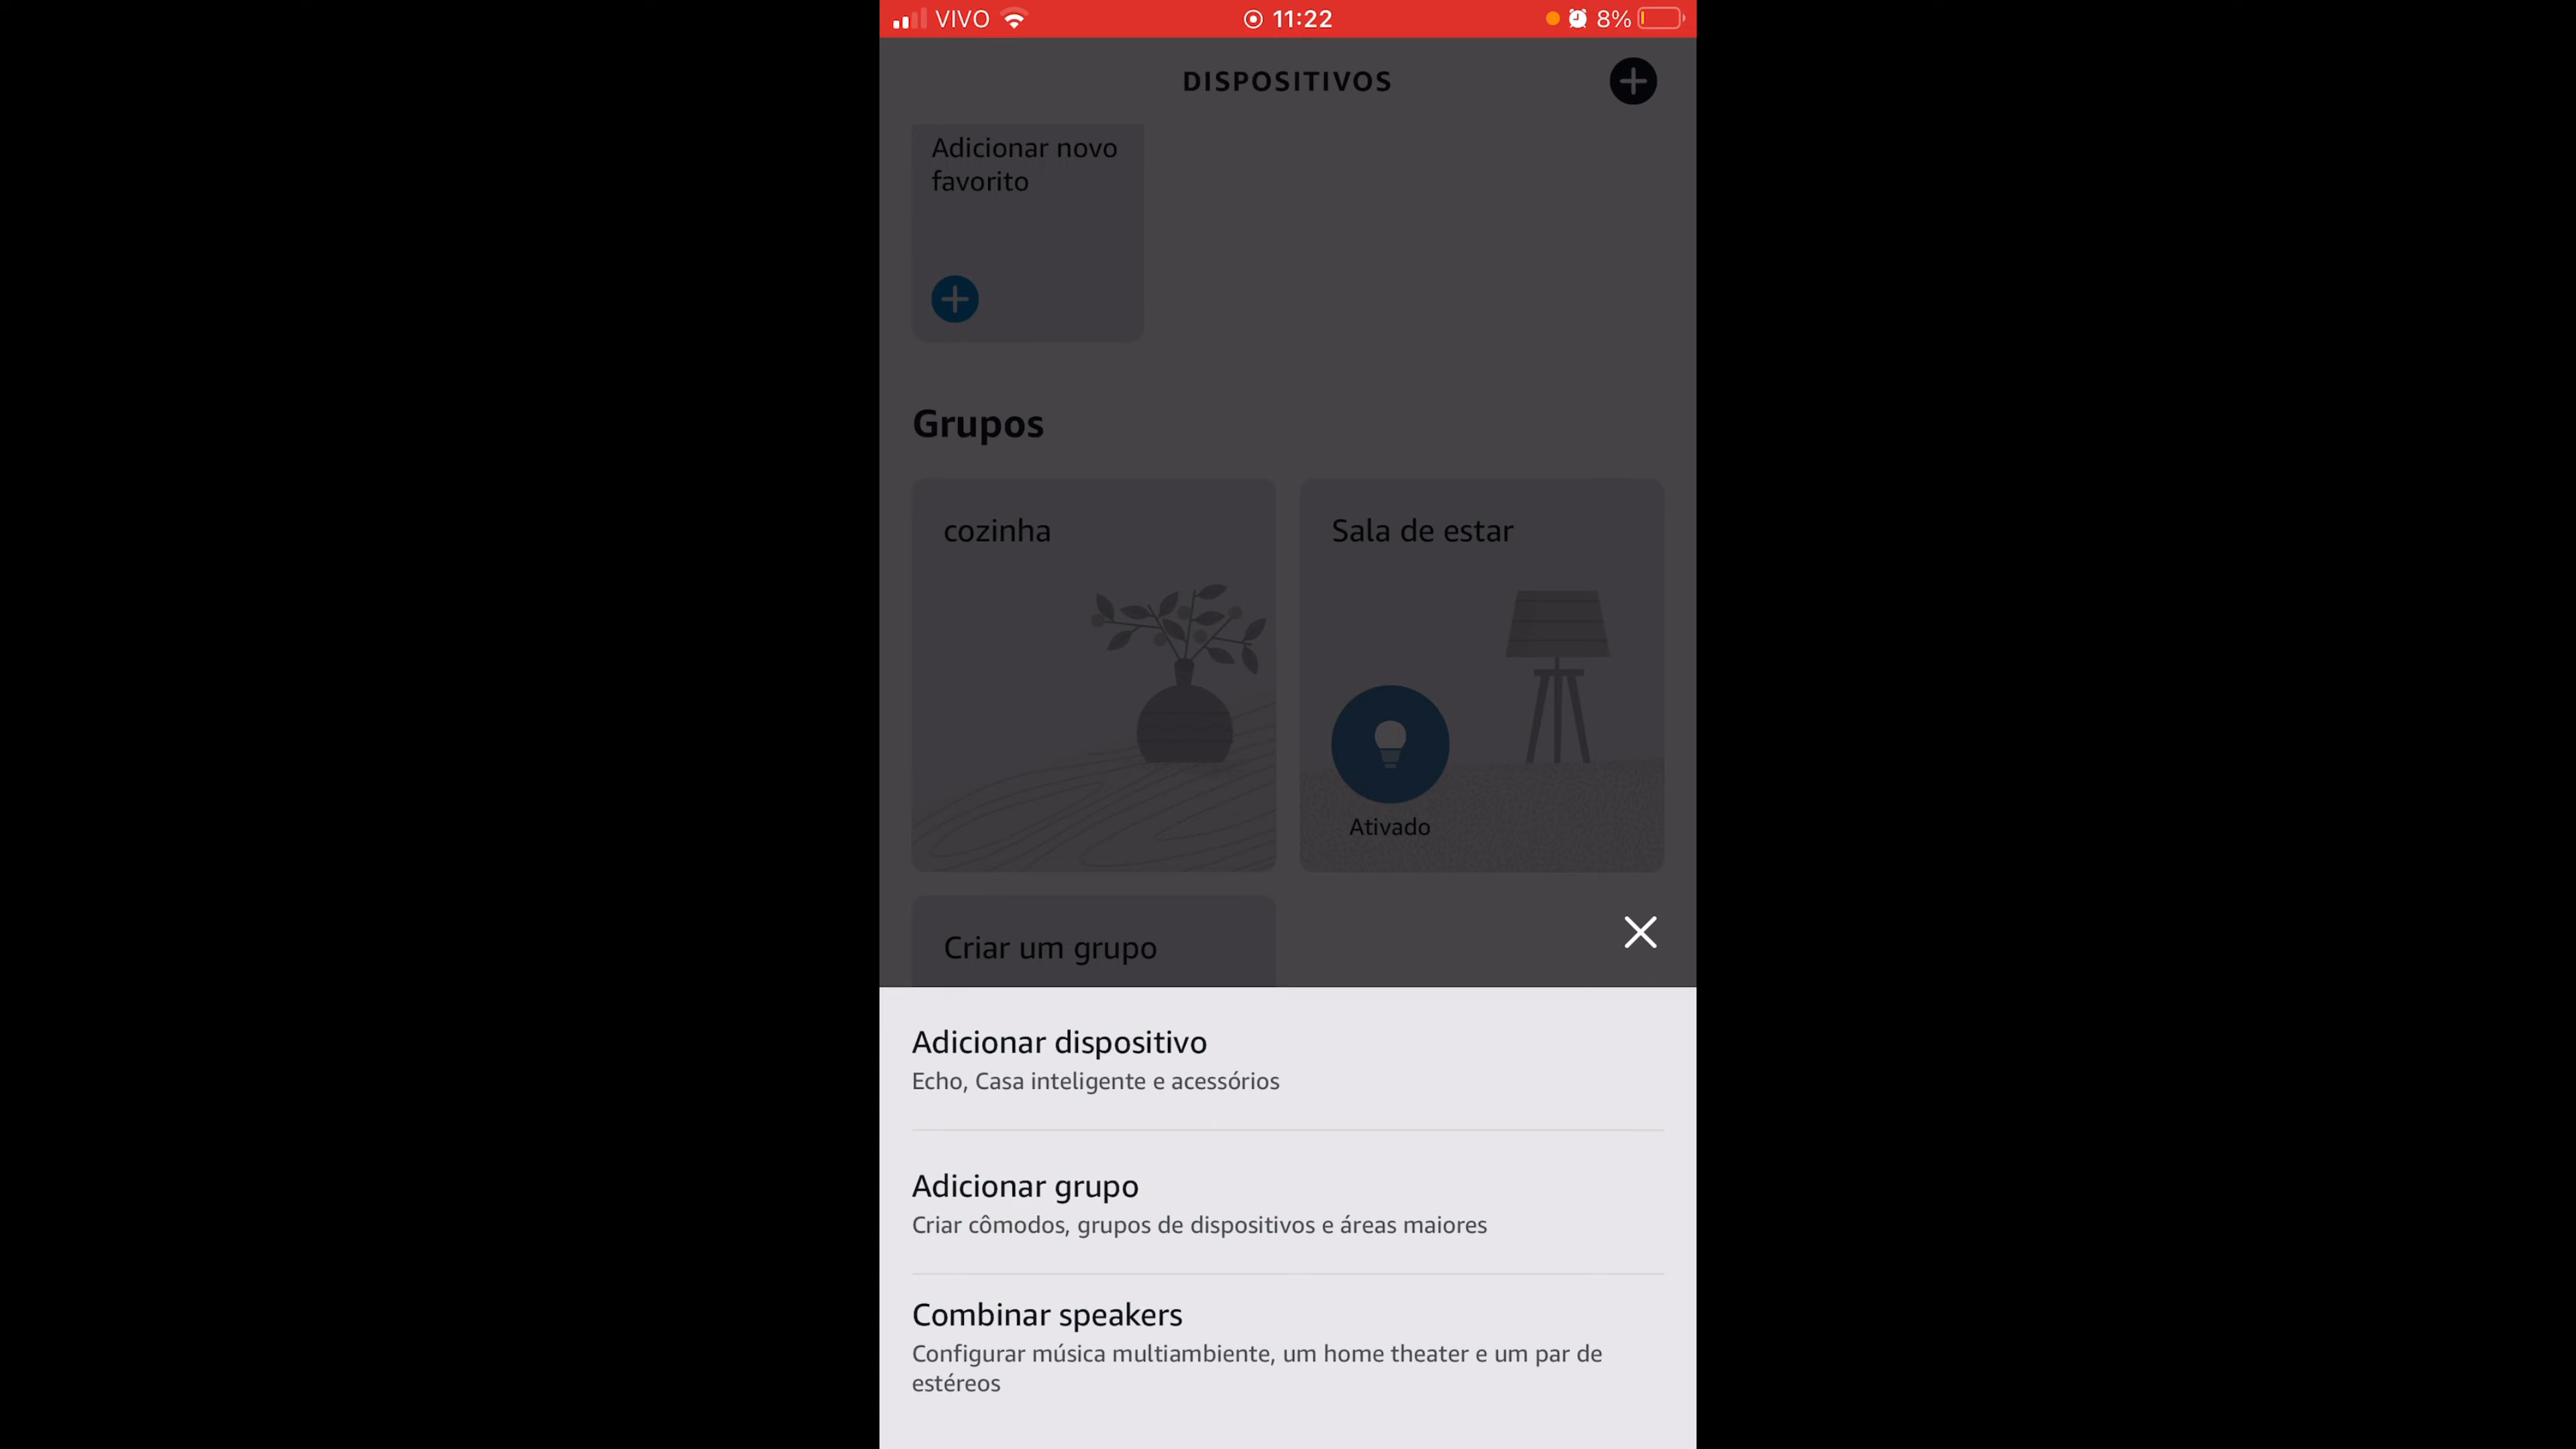 VIVO 11:22 8%
DISPOSITIVOS
Adicionar novo
favorito
Grupos
cozinha
Sala de estar
Ativado
Criar um grupo
Adicionar dispositivo
Echo, Casa inteligente e acessórios
Adicionar grupo
Criar cômodos, grupos de dispositivos e áreas maiores
Combinar speakers
Configurar música multiambiente, um home theater e um par de
estéreos